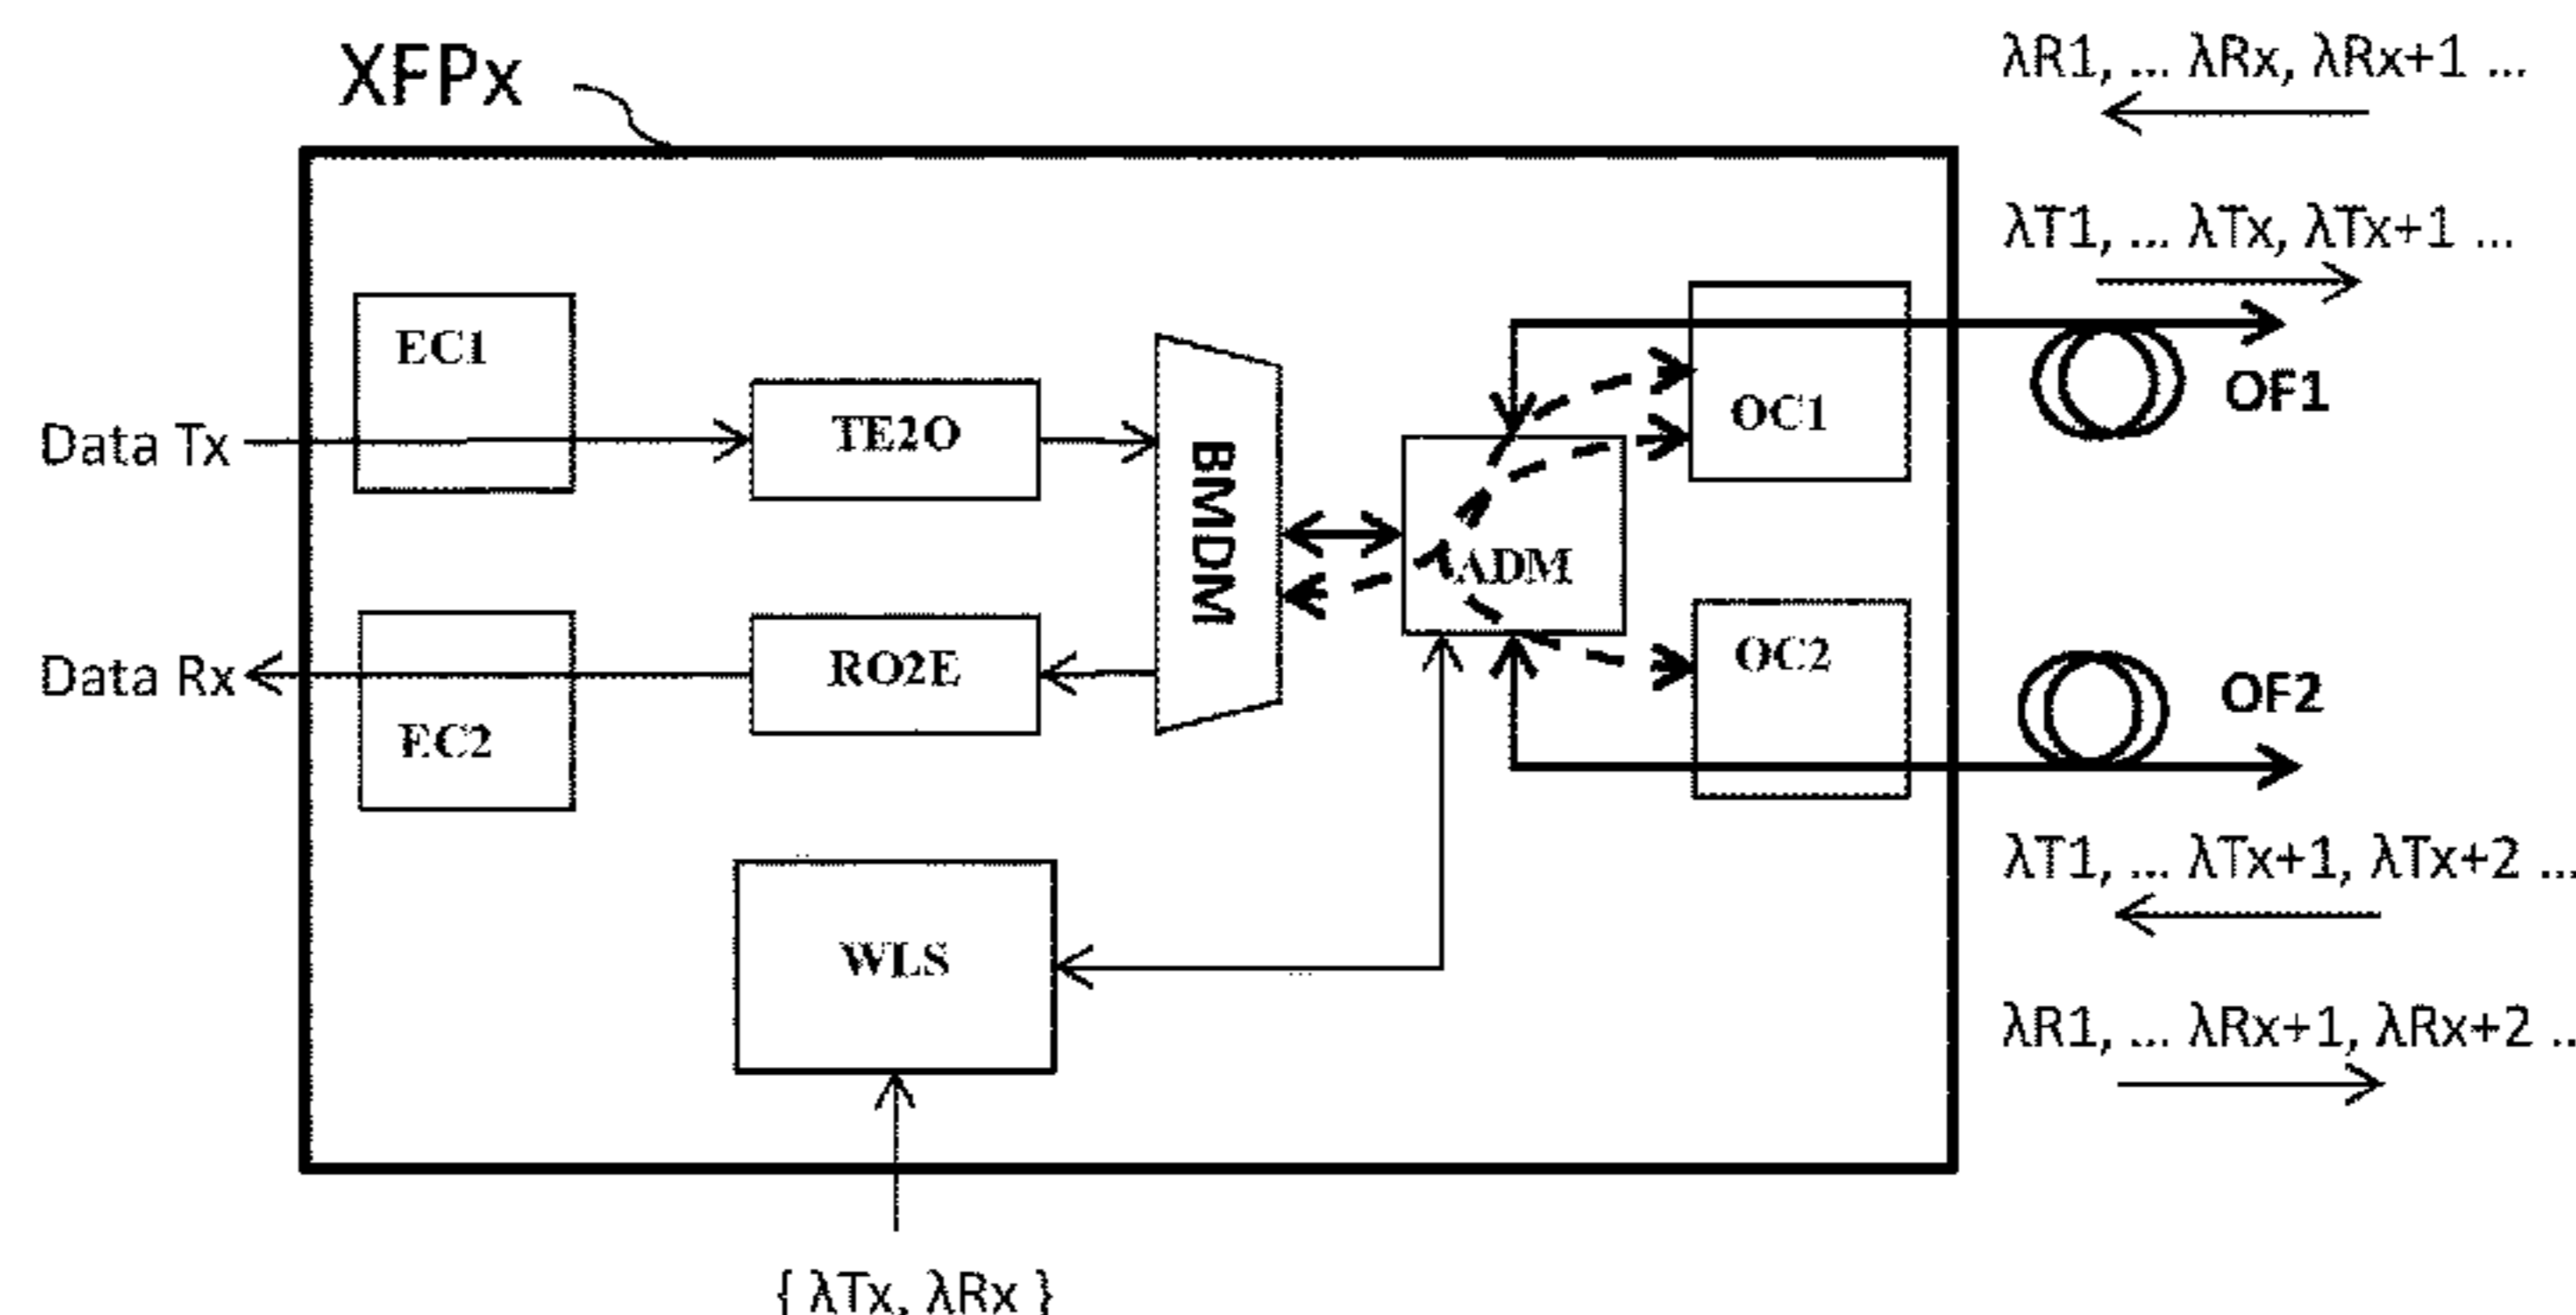 XFPx
λR1, ... λRx, λRx+1 ...
λT1, ... λTx, λTx+1 ...
EC1
Data Tx
TE2O
BMDM
OC1
OF1
ADM
Data Rx
RO2E
EC2
OC2
OF2
λT1, ... λTx+1, λTx+2 ...
WLS
λR1, ... λRx+1, λRx+2 ..
{ λTx, λRx }